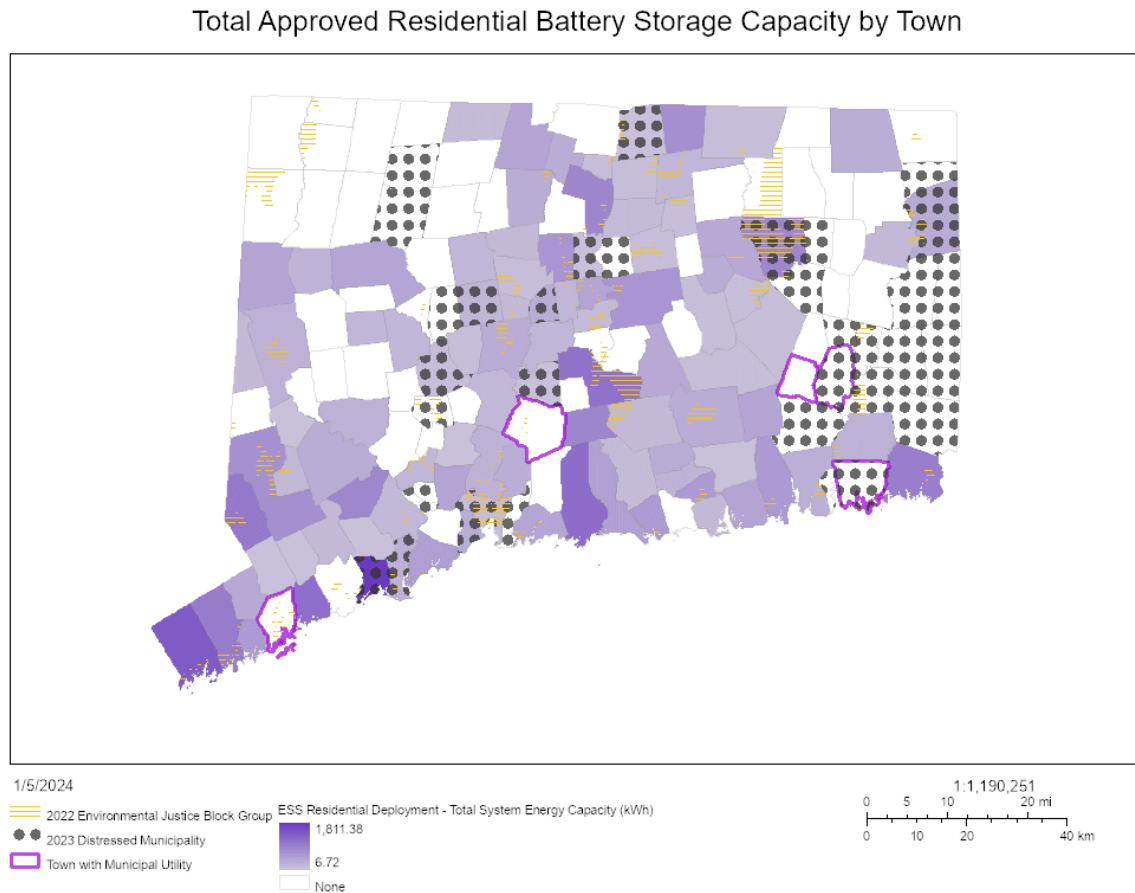 Total Approved Residential Battery Storage Capacity by Town
1/5/2024
2022 Environmental Justice Block Group
2023 Distressed Municipality
Town with Municipal Utility
ESS Residential Deployment - Total System Energy Capacity (kWh)
1,811.38
6.72
None
1:1,190,251
0 5 10 20 mi
0 10 20 40 km